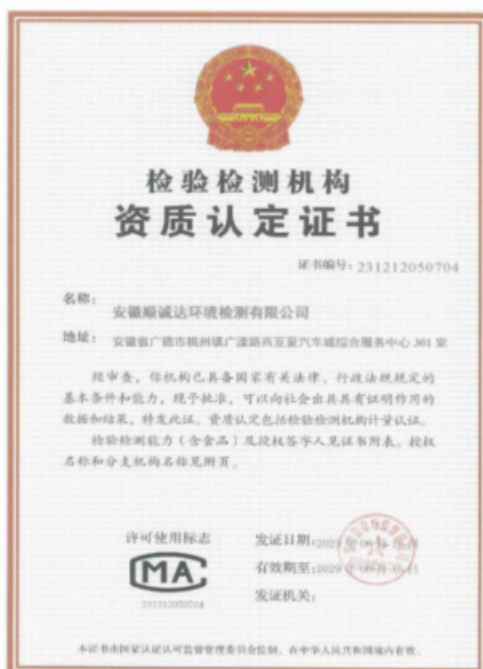 检验检测机构
资质认定证书
证书编号：231212050704
名称：
安徽顺诚达环境检测有限公司
地址：
安徽省广德市桃州镇广溧路西亚夏汽车城综合服务中心 301 室
经审查，你机构已具备国家有关法律、行政法规规定的
基本条件和能力，现予批准，可以向社会出具具有证明作用的
数据和结果，特发此证。资质认定包括检验检测机构计量认证。
检验检测能力（含食品）及授权签字人见证书附表。授权
名称和分支机构名称见附页。
许可使用标志
MA
231212050704
发证日期：2023
有效期至：2029
发证机关：
本证书由国家认证认可监督管理委员会监制，在中华人民共和国境内有效。